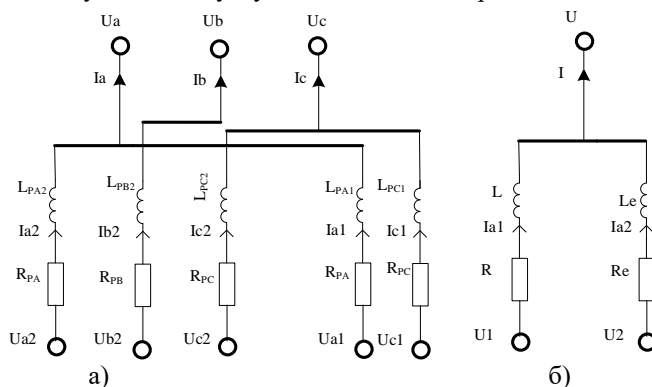 Ua Ub Uc U
Ia Ib Ic I
L_PA2 L_PB2 L_PC2 L_PA1 L_PC1 L Le
Ia2 Ib2 Ic2 Ia1 Ic1 Ia1 Ia2
R_PA R_PB R_PC R_PA R_PC R Re
Ua2 Ub2 Uc2 Ua1 Uc1 U1 U2
а) б)